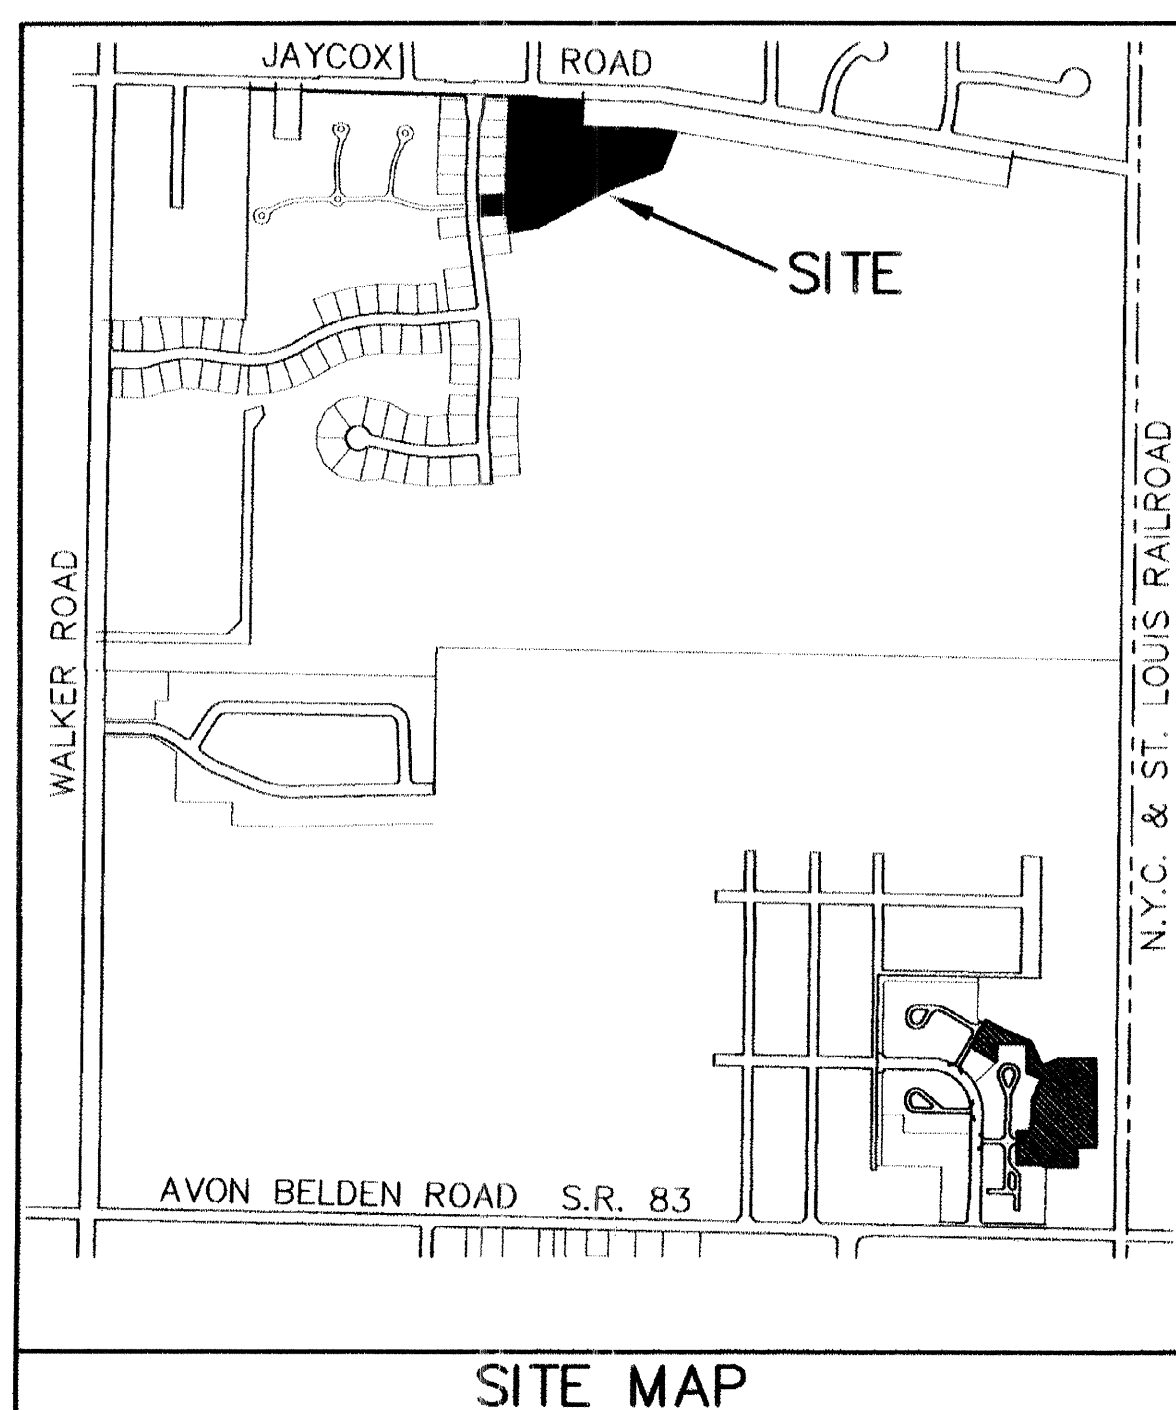 JAYCOX ROAD
SITE
WALKER ROAD
N.Y.C. & ST. LOUIS RAILROAD
AVON BELDEN ROAD S.R. 83
SITE MAP